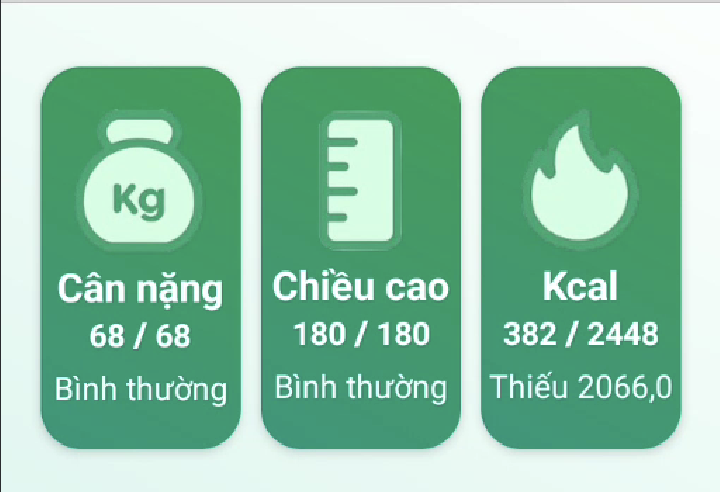 Kg
Cân nặng
68 / 68
Bình thường
Chiều cao
180 / 180
Bình thường
Kcal
382 / 2448
Thiếu 2066,0